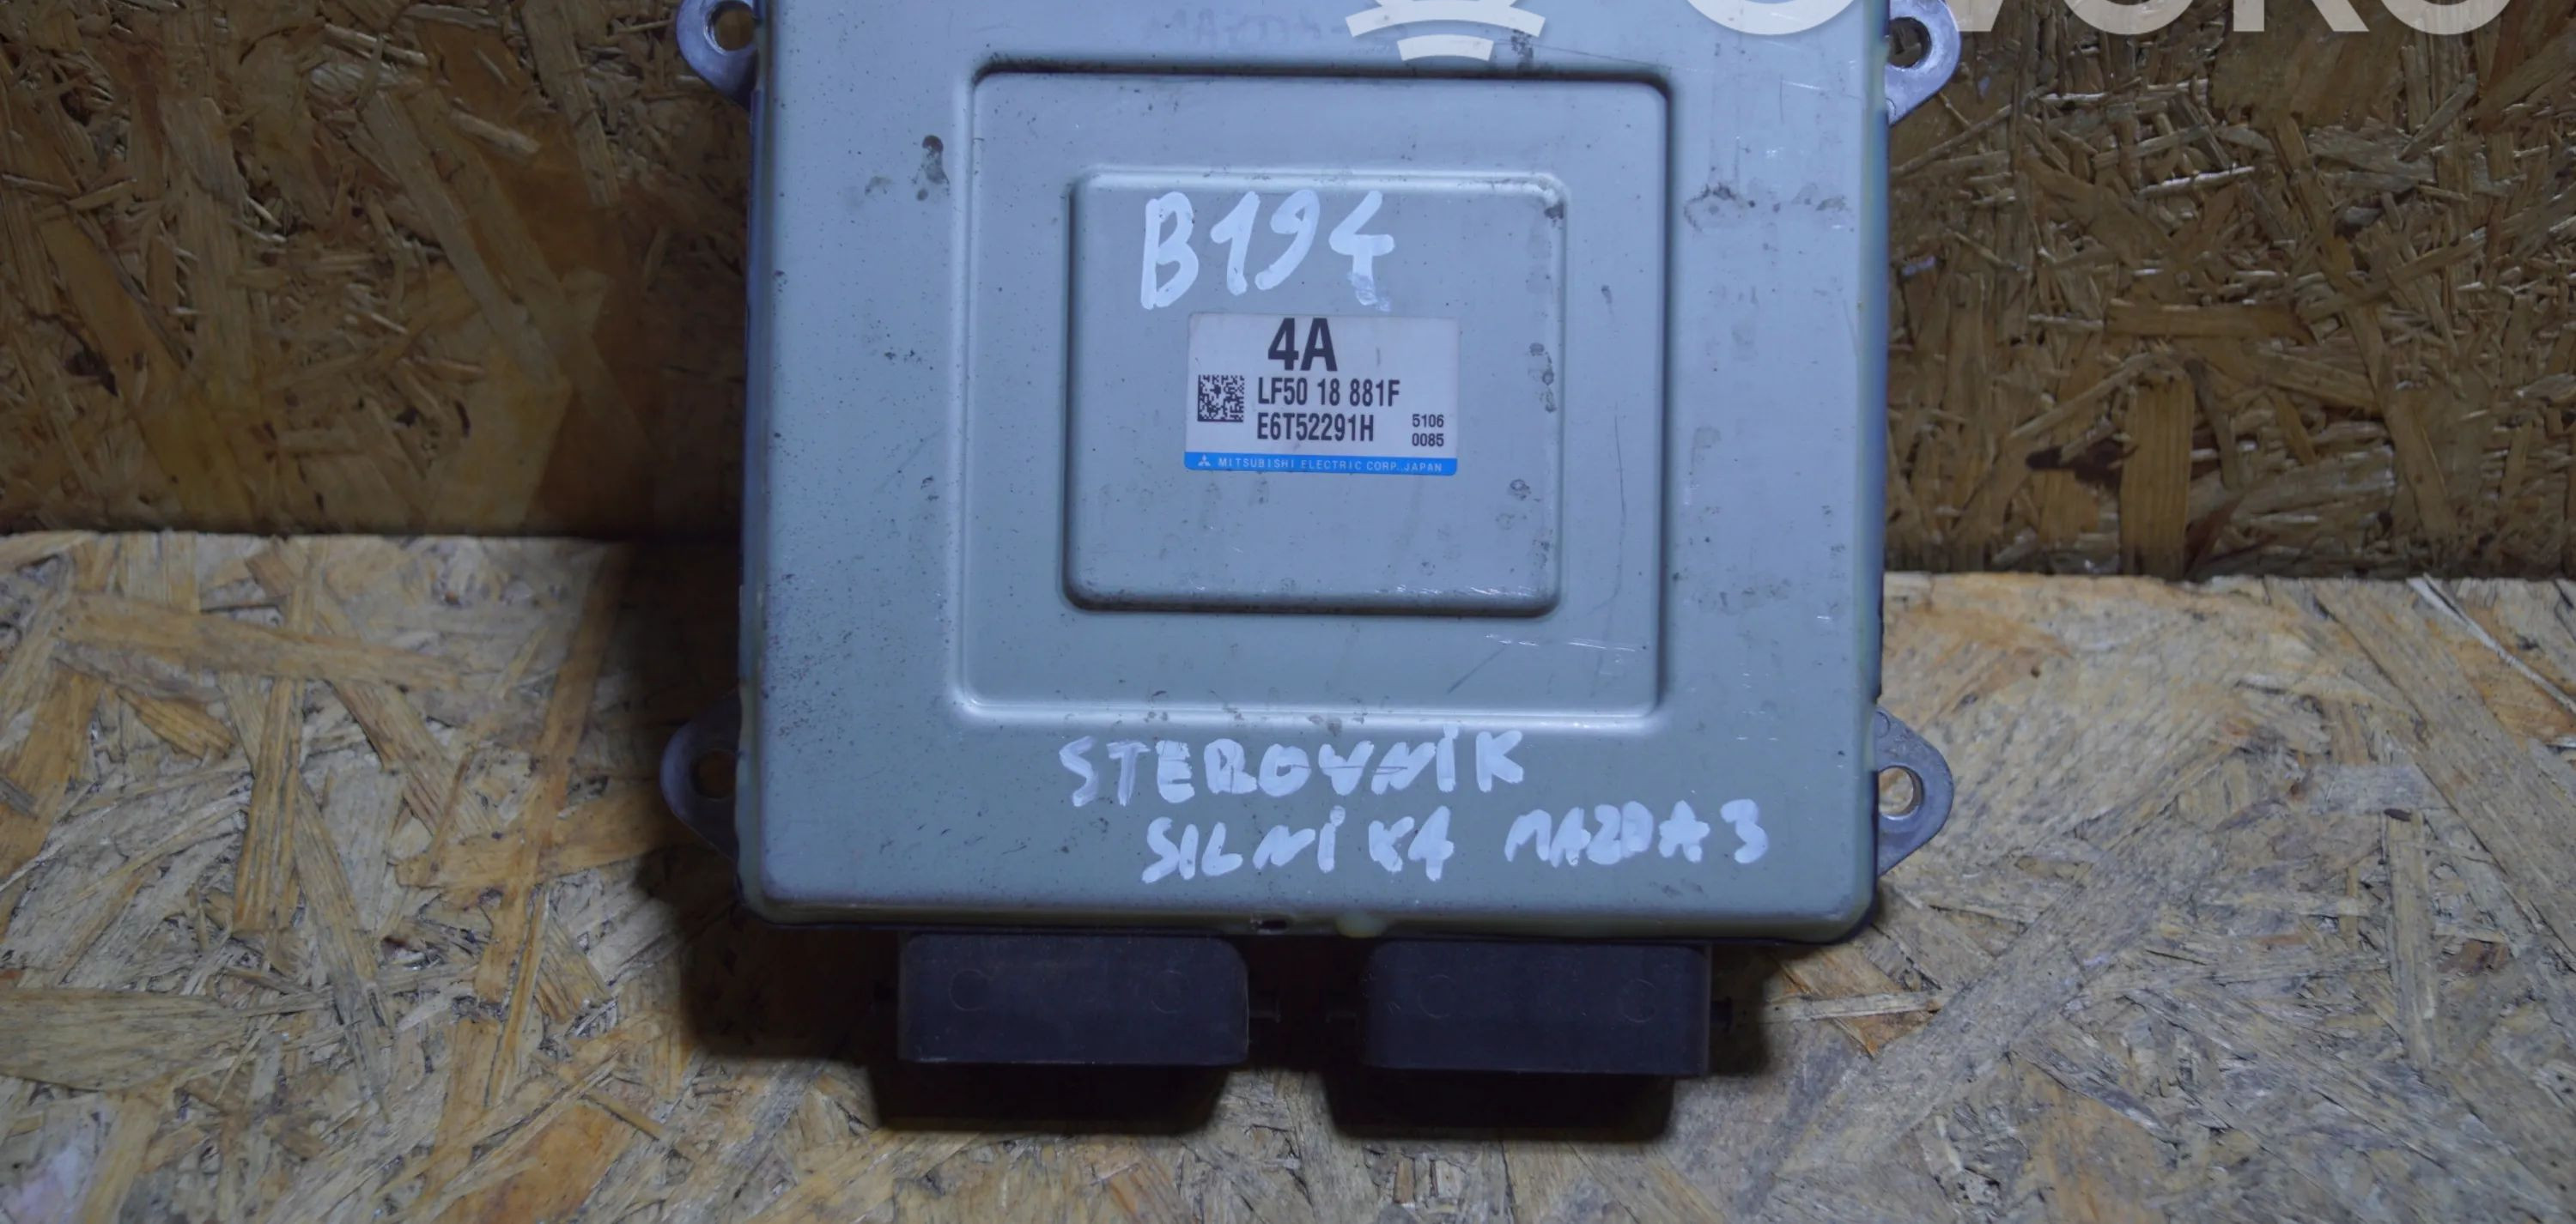 B194
4A
LF50 18 881F
E6T52291H
5106
0085
MITSUBISHI ELECTRIC CORP. JAPAN
STEROWNIK
SILNIKA MAZDA 3